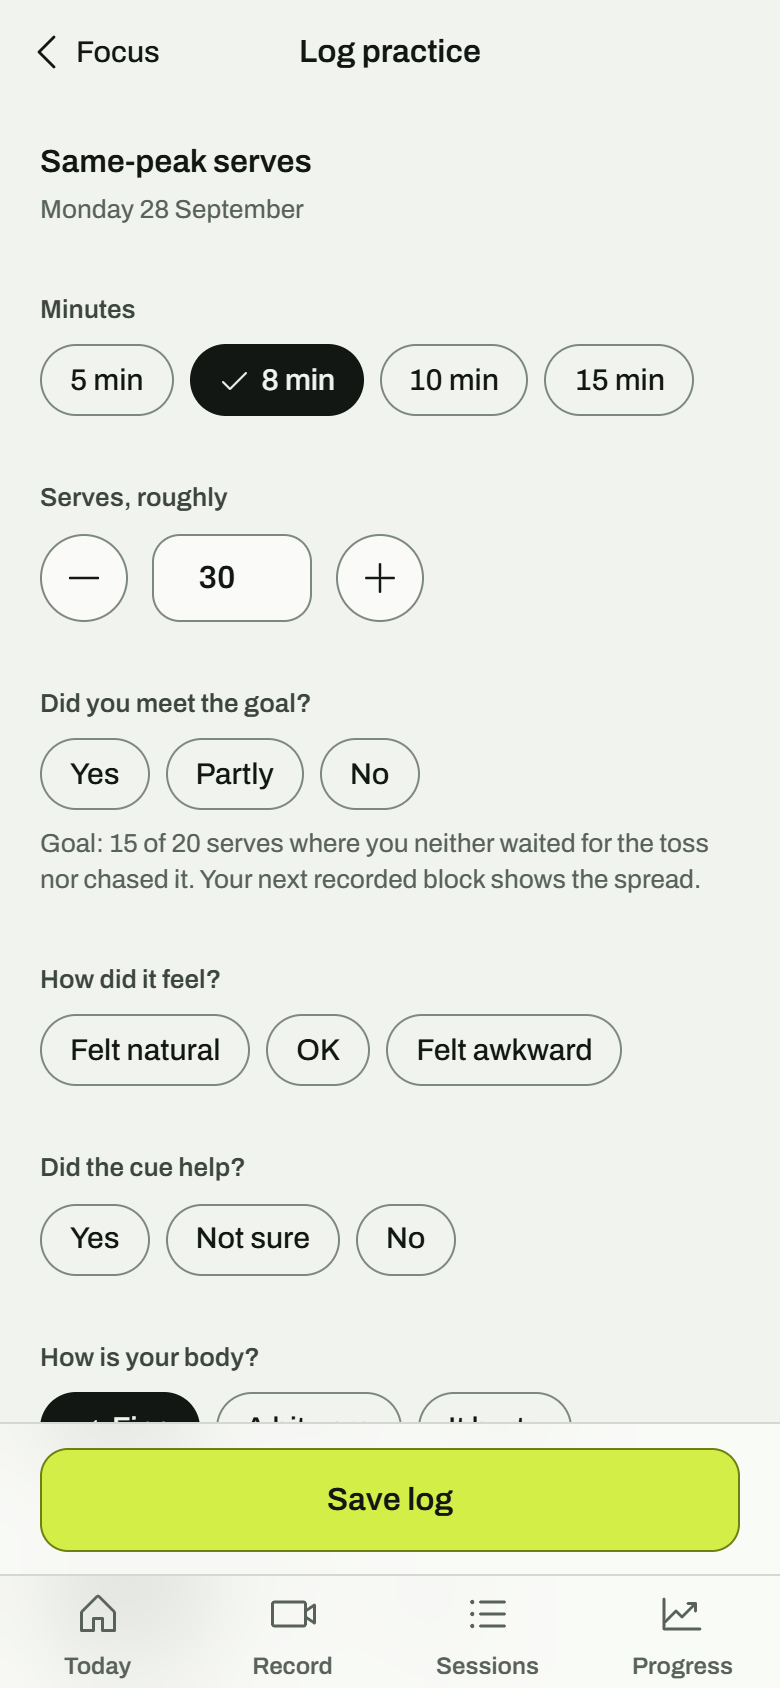 Focus
Log practice
Same-peak serves
Monday 28 September
Minutes
5 min
8 min
10 min
15 min
Serves, roughly
30
Did you meet the goal?
Yes
Partly
No
Goal: 15 of 20 serves where you neither waited for the toss
nor chased it. Your next recorded block shows the spread.
How did it feel?
Felt natural
OK
Felt awkward
Did the cue help?
Yes
Not sure
No
How is your body?
Save log
Today
Record
Sessions
Progress